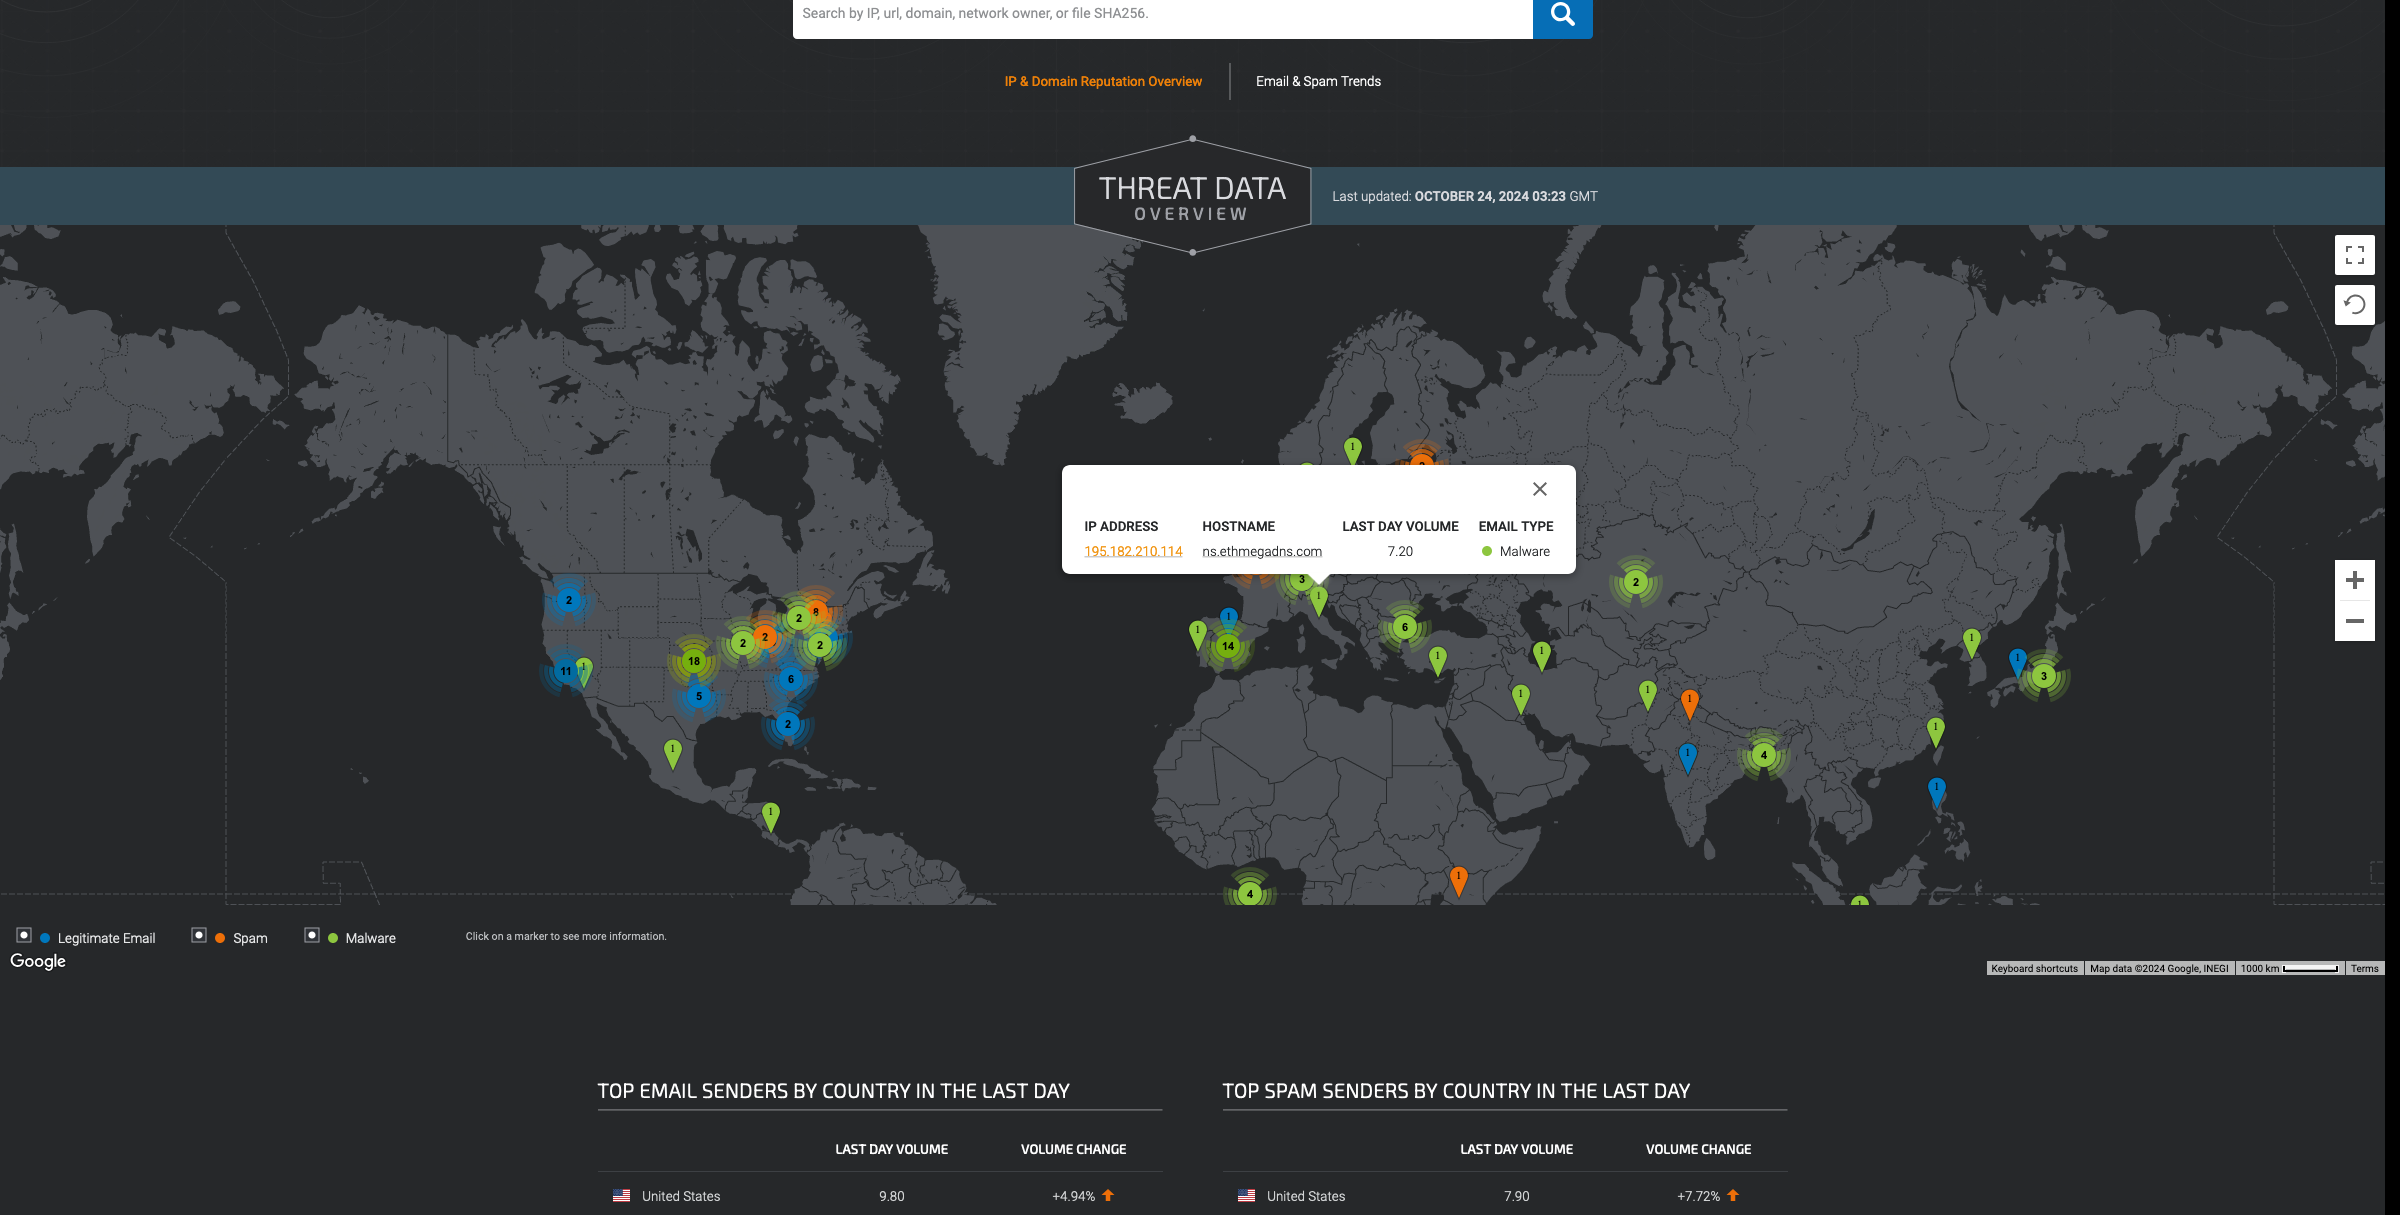 Search by IP, url, domain, network owner, or file SHA256.
IP & Domain Reputation Overview
Email & Spam Trends
THREAT DATA
OVERVIEW
Last updated: OCTOBER 24, 2024 03:23 GMT
1
IP ADDRESS HOSTNAME LAST DAY VOLUME EMAIL TYPE
195.182.210.114 ns.ethmegadns.com 7.20 Malware
3
2
2
1
8
2
1
1
6
2
2
2
14
1
1
1
18
11
1
6
5
1
3
1
1
1
2
1
1
1
4
1
1
1
4
1
1
Legitimate Email
Spam
Malware
Click on a marker to see more information.
Google
Keyboard shortcuts
Map data ©2024 Google, INEGI
1000 km
Terms
TOP EMAIL SENDERS BY COUNTRY IN THE LAST DAY
LAST DAY VOLUME VOLUME CHANGE
United States 9.80 +4.94%
TOP SPAM SENDERS BY COUNTRY IN THE LAST DAY
LAST DAY VOLUME VOLUME CHANGE
United States 7.90 +7.72%